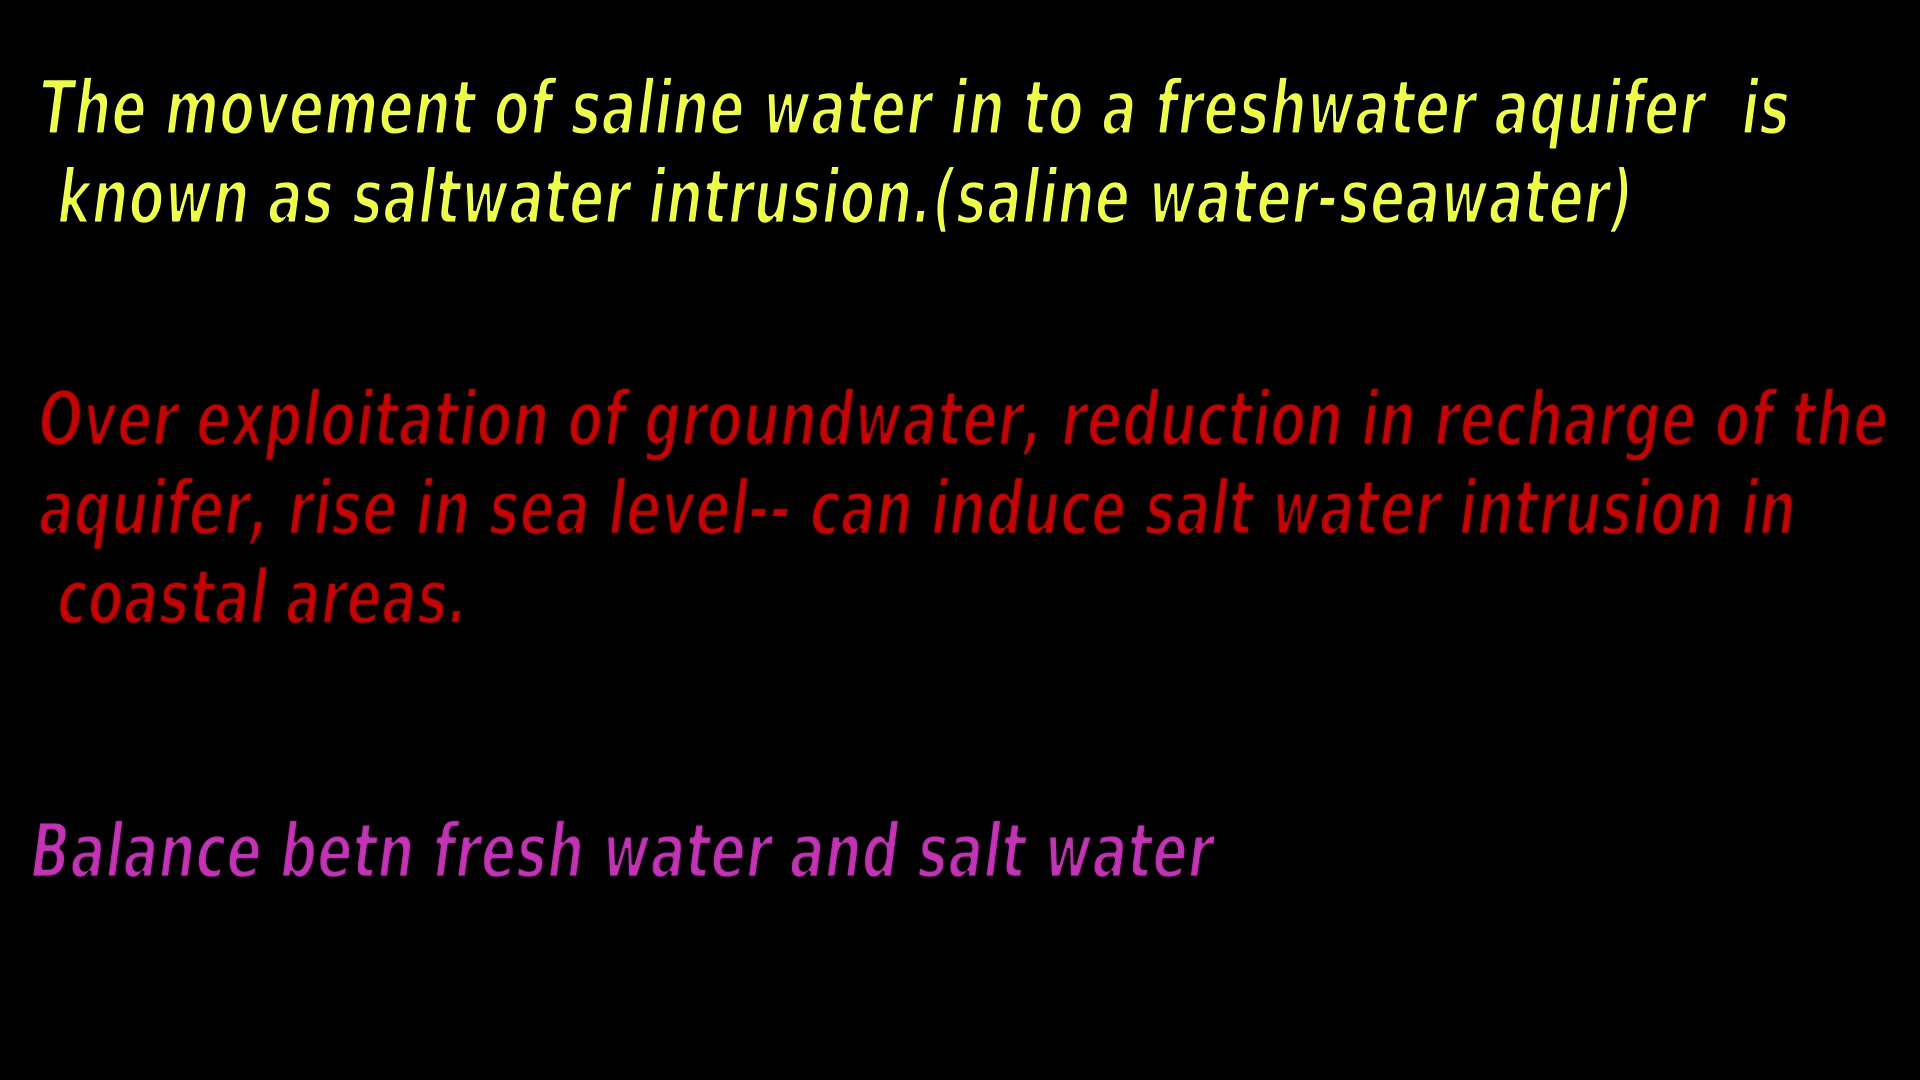 The movement of saline water in to a freshwater aquifer  is
known as saltwater intrusion.(saline water-seawater)
Over exploitation of groundwater, reduction in recharge of the
aquifer, rise in sea level-- can induce salt water intrusion in
coastal areas.
Balance betn fresh water and salt water